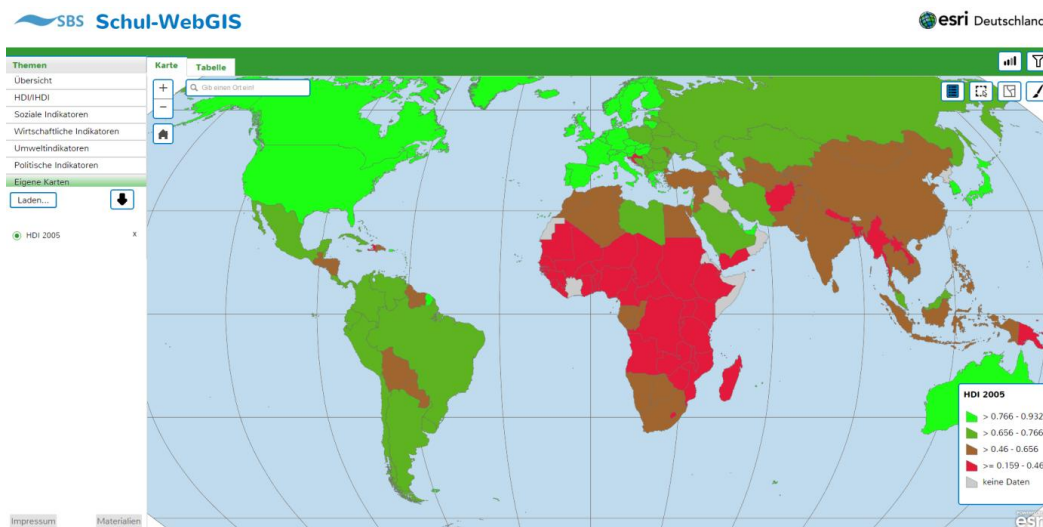 SBS Schul-WebGIS
esri Deutschland
Themen
Übersicht
HDI/IHDI
Soziale Indikatoren
Wirtschaftliche Indikatoren
Umweltindikatoren
Politische Indikatoren
Eigene Karten
Laden...
HDI 2005 x
Karte Tabelle
+
Gib einen Ort ein!
−
HDI 2005
> 0.766 - 0.932
> 0.656 - 0.766
> 0.46 - 0.656
>= 0.159 - 0.46
keine Daten
Impressum Materialien
esri